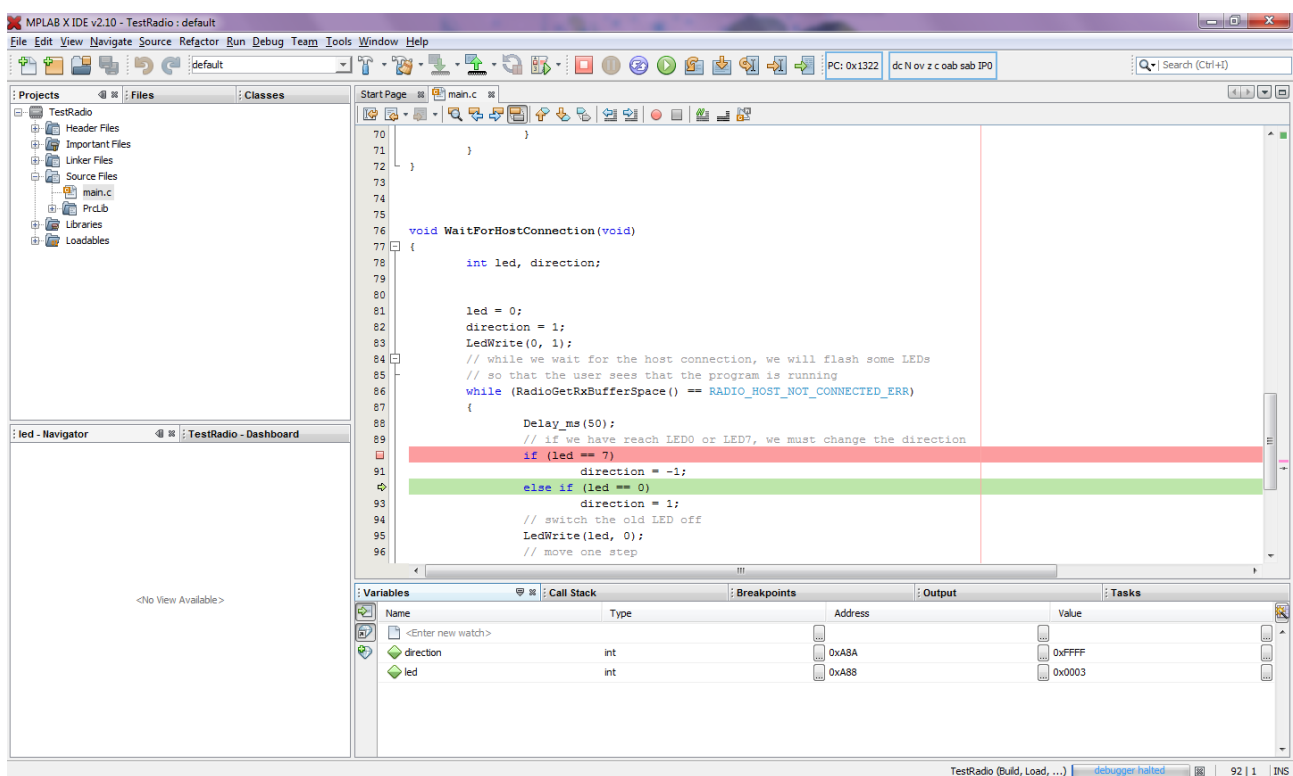 MPLAB X IDE v2.10 - TestRadio : default
File Edit View Navigate Source Refactor Run Debug Team Tools Window Help
default
PC: 0x1322
dc N ov z c oab sab IP0
Search (Ctrl+I)
Projects Files Classes
TestRadio
Header Files
Important Files
Linker Files
Source Files
main.c
PrcLib
Libraries
Loadables
led - Navigator TestRadio - Dashboard
<No View Available>
Start Page main.c
70 }
71 }
72 }
73
74
75
76 void WaitForHostConnection(void)
77 {
78 int led, direction;
79
80
81 led = 0;
82 direction = 1;
83 LedWrite(0, 1);
84 // while we wait for the host connection, we will flash some LEDs
85 // so that the user sees that the program is running
86 while (RadioGetRxBufferSpace() == RADIO_HOST_NOT_CONNECTED_ERR)
87 {
88 Delay_ms(50);
89 // if we have reach LED0 or LED7, we must change the direction
if (led == 7)
91 direction = -1;
else if (led == 0)
93 direction = 1;
94 // switch the old LED off
95 LedWrite(led, 0);
96 // move one step
Variables Call Stack Breakpoints Output Tasks
Name Type Address Value
<Enter new watch> ... ... ...
direction int ... 0xA8A ... 0xFFFF ...
led int ... 0xA88 ... 0x0003 ...
TestRadio (Build, Load, ...) debugger halted 92 | 1 INS